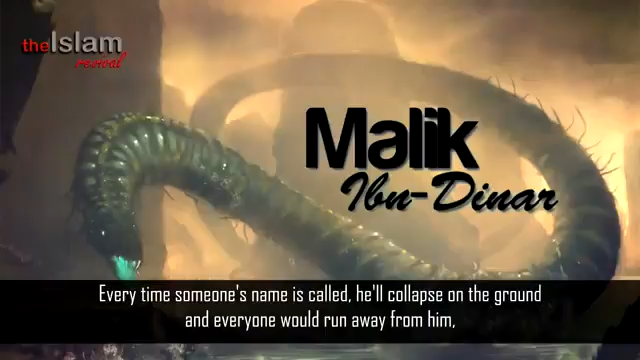 theIslam
revival
Malik
Ibn-Dinar
Every time someone's name is called, he'll collapse on the ground
and everyone would run away from him,